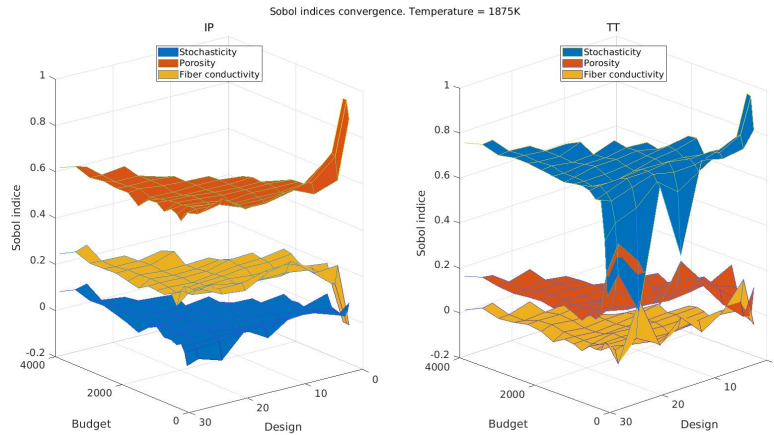 Sobol indices convergence. Temperature = 1875K
IP
Stochasticity
Porosity
Fiber conductivity
1
0.8
0.6
0.4
0.2
0
-0.2
Sobol indice
4000
2000
0
Budget
30
20
10
0
Design
TT
Stochasticity
Porosity
Fiber conductivity
1
0.8
0.6
0.4
0.2
0
-0.2
Sobol indice
4000
2000
0
Budget
30
20
10
Design